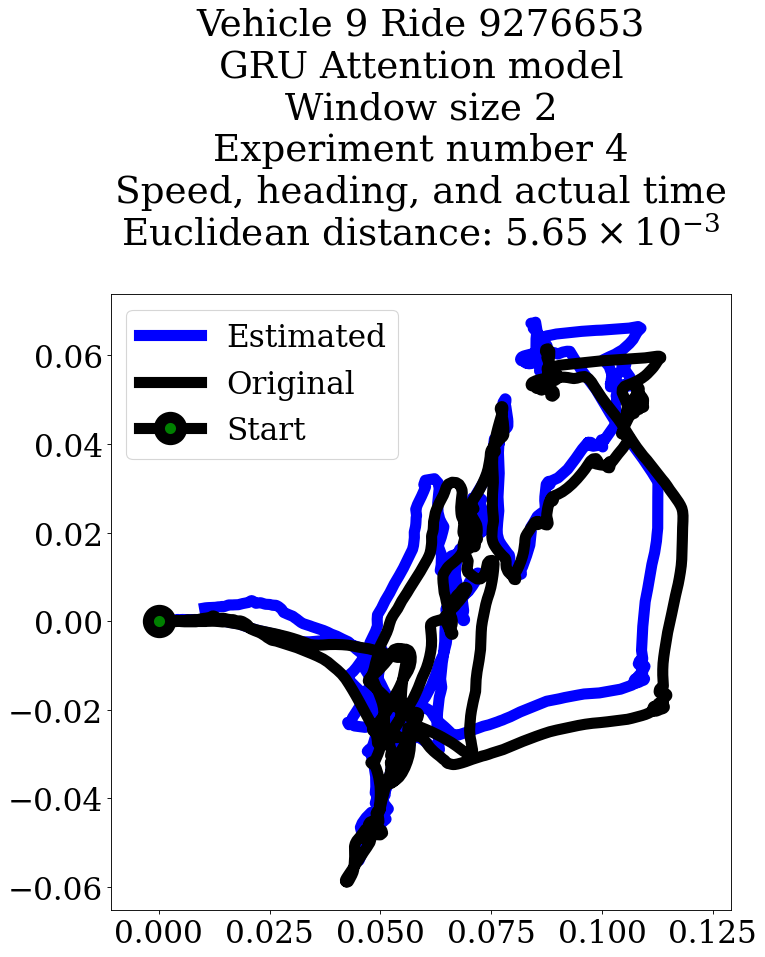 Vehicle 9 Ride 9276653
GRU Attention model
Window size 2
Experiment number 4
Speed, heading, and actual time
Euclidean distance: 5.65 × 10⁻³
Estimated
Original
Start
0.06
0.04
0.02
0.00
−0.02
−0.04
−0.06
0.000 0.025 0.050 0.075 0.100 0.125